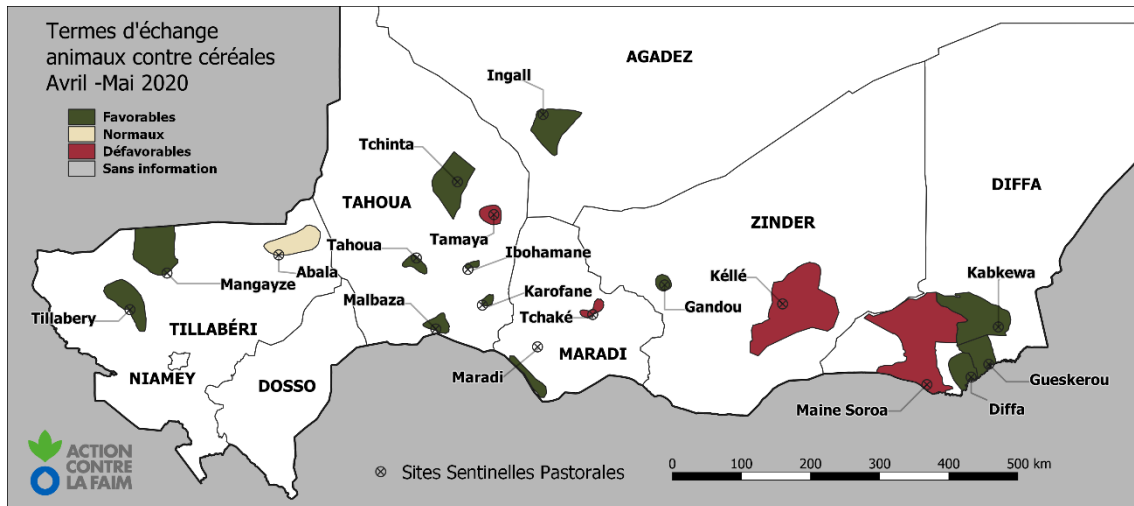 Termes d'échange
animaux contre céréales
Avril -Mai 2020
Favorables
Normaux
Défavorables
Sans information
AGADEZ
Ingall
Tchinta
DIFFA
TAHOUA
ZINDER
Tamaya
Tahoua
Ibohamane
Kéllé
Kabkewa
Abala
Mangayze
Karofane
Gandou
Malbaza
Tchaké
Tillabery
TILLABÉRI
MARADI
NIAMEY
Maradi
DOSSO
Gueskerou
Maine Soroa
Diffa
ACTION
CONTRE
LA FAIM
Sites Sentinelles Pastorales
0 100 200 300 400 500 km